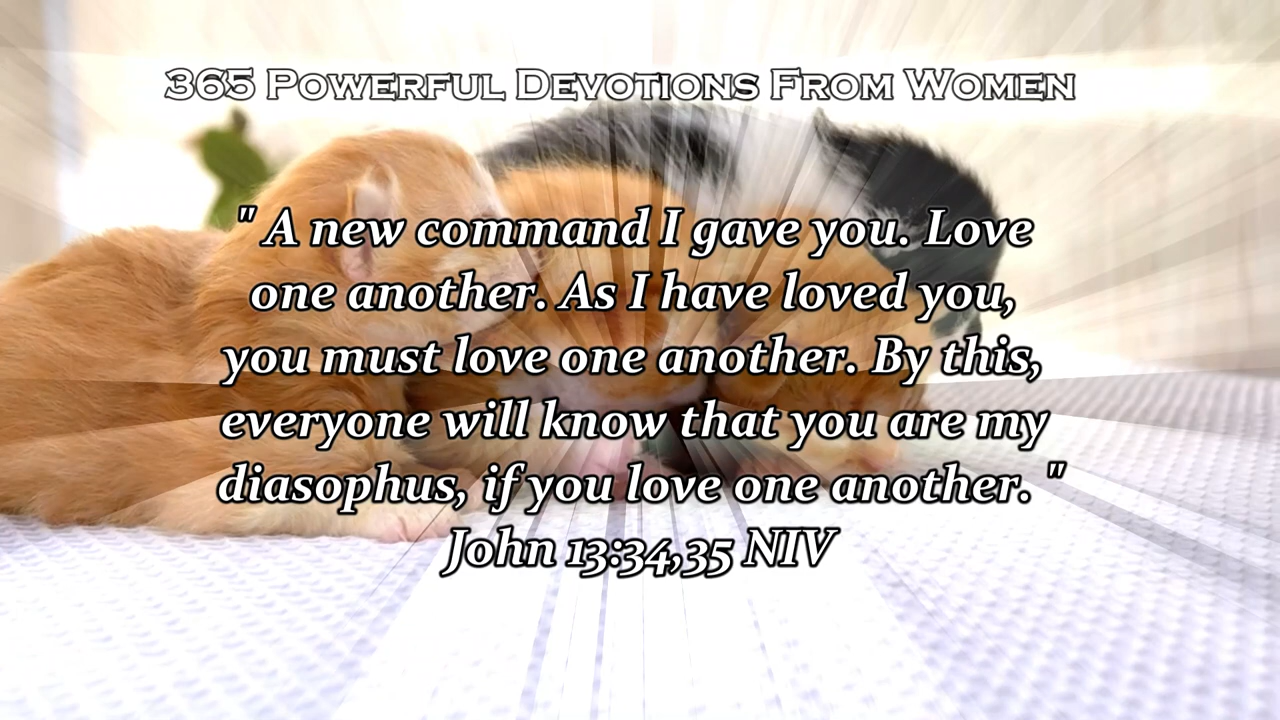 365 Powerful Devotions From Women
" A new command I gave you. Love
one another. As I have loved you,
you must love one another. By this,
everyone will know that you are my
diasophus, if you love one another. "
John 13:34,35 NIV